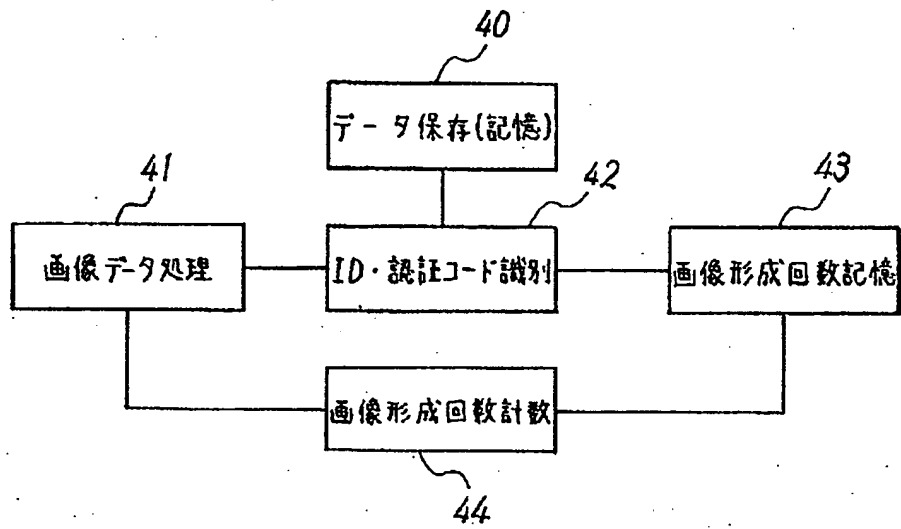 40
データ保存(記憶)
41
42
43
画像データ処理
ID・認証コード識別
画像形成回数記憶
画像形成回数計数
44